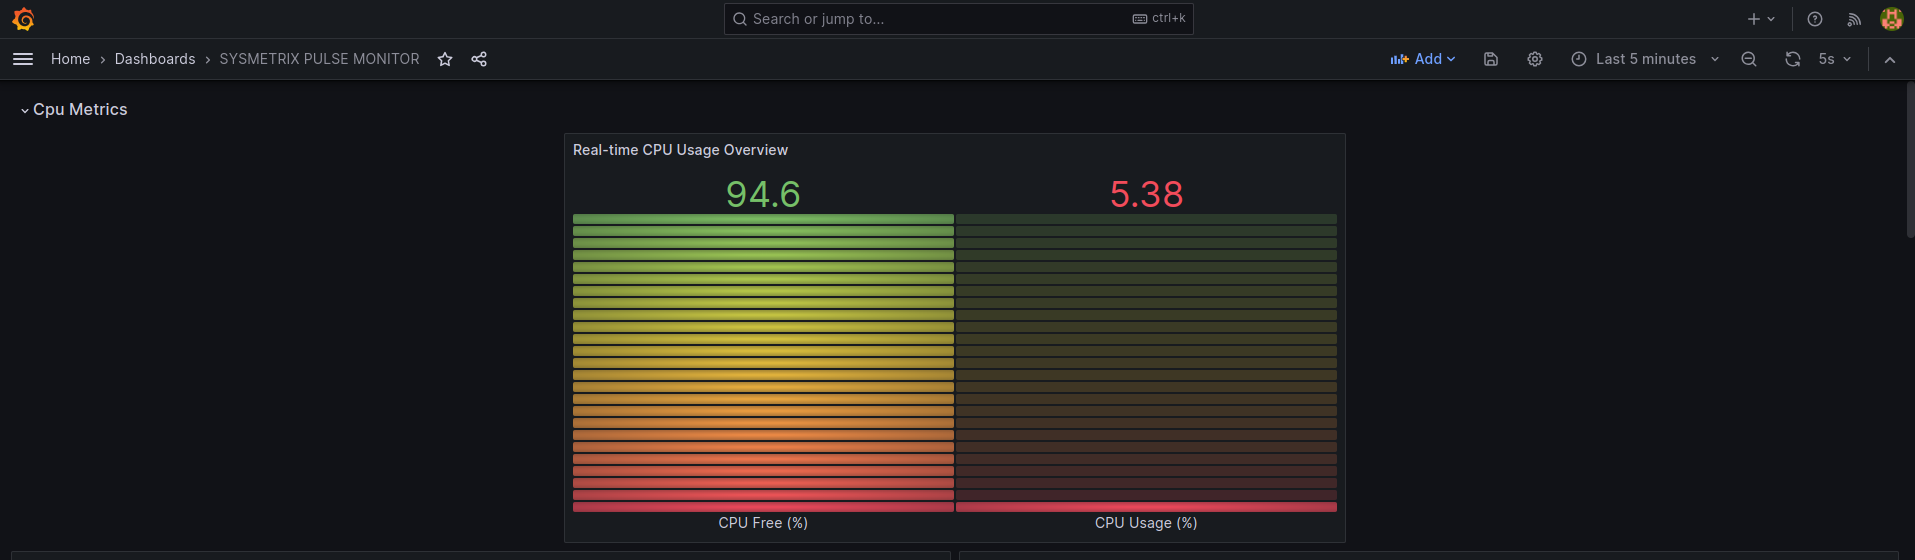 Search or jump to... ctrl+k
Home › Dashboards › SYSMETRIX PULSE MONITOR Add Last 5 minutes 5s
Cpu Metrics
Real-time CPU Usage Overview
94.6 5.38
CPU Free (%) CPU Usage (%)